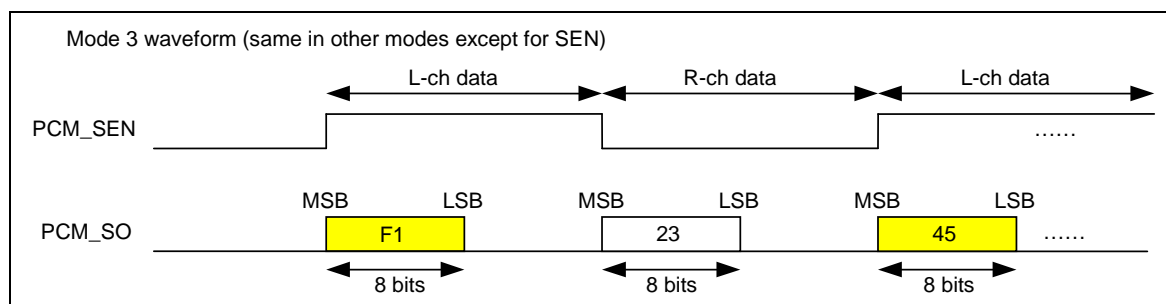 Mode 3 waveform (same in other modes except for SEN)
L-ch data R-ch data L-ch data
PCM_SEN ......
MSB LSB MSB LSB MSB LSB
PCM_SO F1 23 45 ......
8 bits 8 bits 8 bits